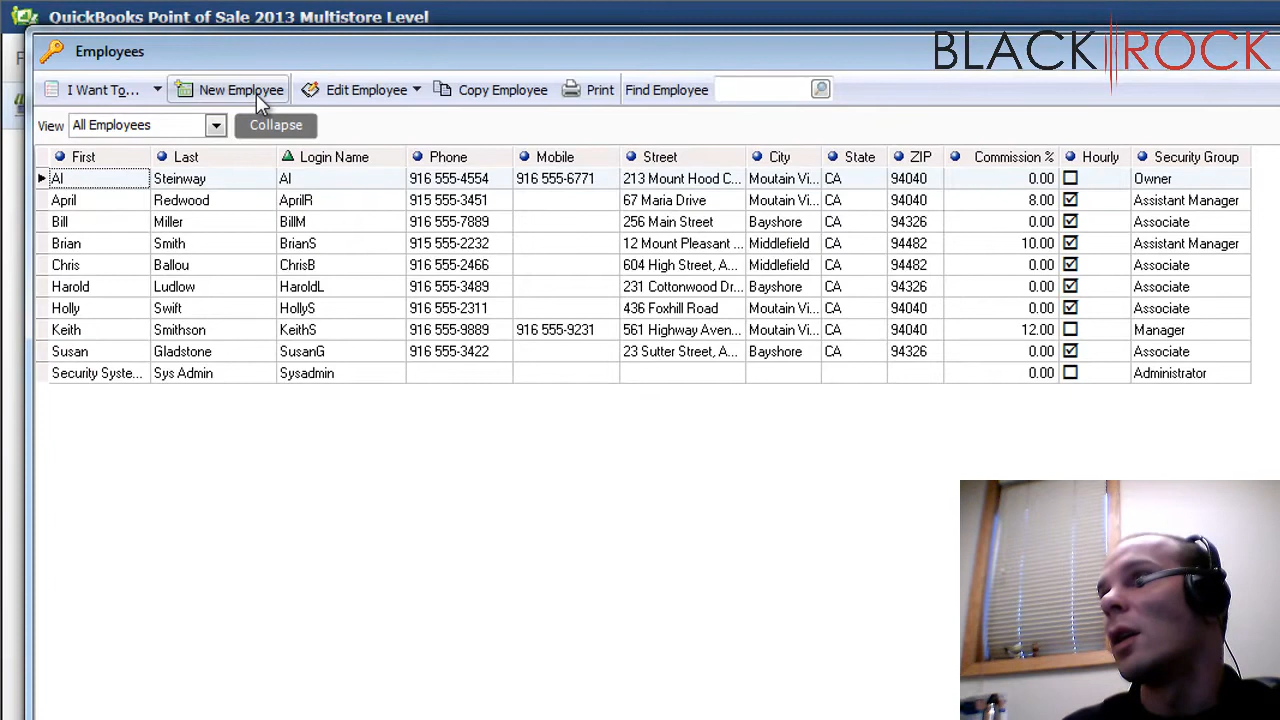 QuickBooks Point of Sale 2013 Multistore Level
BLACK ROCK
Employees
I Want To... New Employee Edit Employee Copy Employee Print Find Employee
View All Employees Collapse
First Last Login Name Phone Mobile Street City State ZIP Commission % Hourly Security Group
Al Steinway Al 916 555-4554 916 555-6771 213 Mount Hood C... Moutain Vi... CA 94040 0.00 Owner
April Redwood AprilR 915 555-3451 67 Maria Drive Moutain Vi... CA 94040 8.00 Assistant Manager
Bill Miller BillM 916 555-7889 256 Main Street Bayshore CA 94326 0.00 Associate
Brian Smith BrianS 915 555-2232 12 Mount Pleasant ... Middlefield CA 94482 10.00 Assistant Manager
Chris Ballou ChrisB 916 555-2466 604 High Street, A... Middlefield CA 94482 0.00 Associate
Harold Ludlow HaroldL 916 555-3489 231 Cottonwood Dr... Bayshore CA 94326 0.00 Associate
Holly Swift HollyS 916 555-2311 436 Foxhill Road Moutain Vi... CA 94040 0.00 Associate
Keith Smithson KeithS 916 555-9889 916 555-9231 561 Highway Aven... Moutain Vi... CA 94040 12.00 Manager
Susan Gladstone SusanG 916 555-3422 23 Sutter Street, A... Bayshore CA 94326 0.00 Associate
Security Syste... Sys Admin Sysadmin 0.00 Administrator